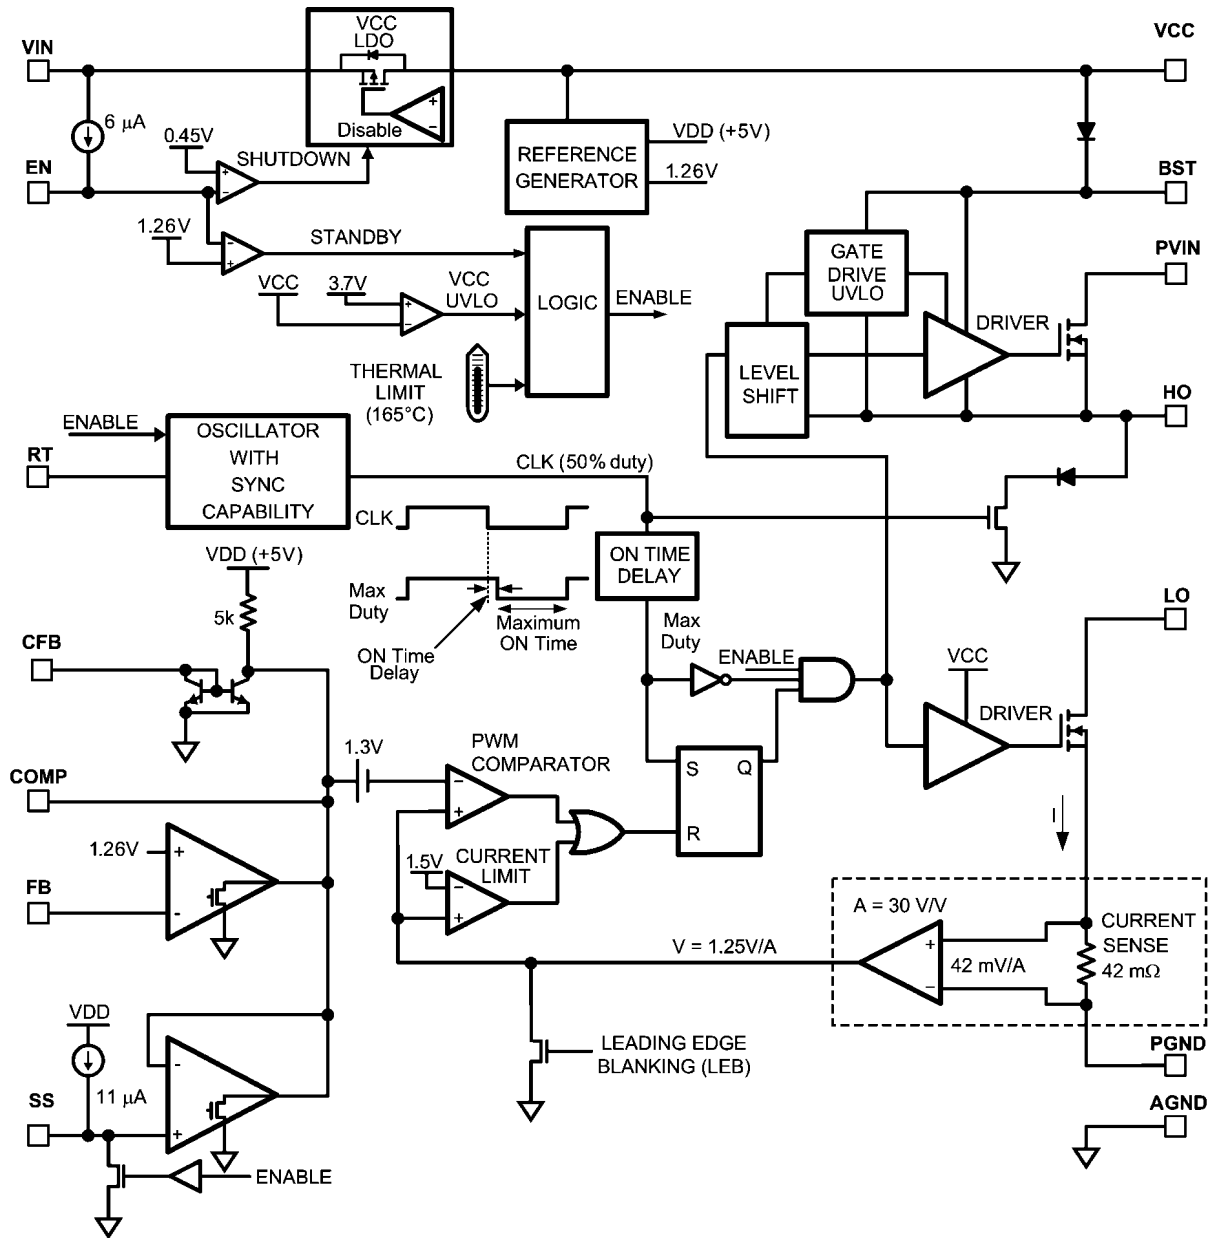 VCC
LDO
VIN
VCC
6 µA
0.45V
Disable
+
−
VDD (+5V)
REFERENCE
GENERATOR
1.26V
SHUTDOWN
EN
+
−
BST
1.26V
STANDBY
−
+
GATE
DRIVE
UVLO
PVIN
VCC
3.7V
VCC
UVLO
+
−
LOGIC
ENABLE
DRIVER
THERMAL
LIMIT
(165°C)
LEVEL
SHIFT
HO
ENABLE
OSCILLATOR
WITH
SYNC
CAPABILITY
RT
CLK (50% duty)
CLK
VDD (+5V)
ON TIME
DELAY
Max
Duty
5k
Maximum
ON Time
ON Time
Delay
Max
Duty
LO
CFB
ENABLE
VCC
DRIVER
1.3V
PWM
COMPARATOR
−
+
S
Q
R
COMP
I
1.26V
+
1.5V
CURRENT
LIMIT
−
+
FB
-
A = 30 V/V
CURRENT
SENSE
42 mΩ
V = 1.25V/A
+
42 mV/A
−
VDD
-
LEADING EDGE
BLANKING (LEB)
PGND
11 µA
SS
+
AGND
ENABLE